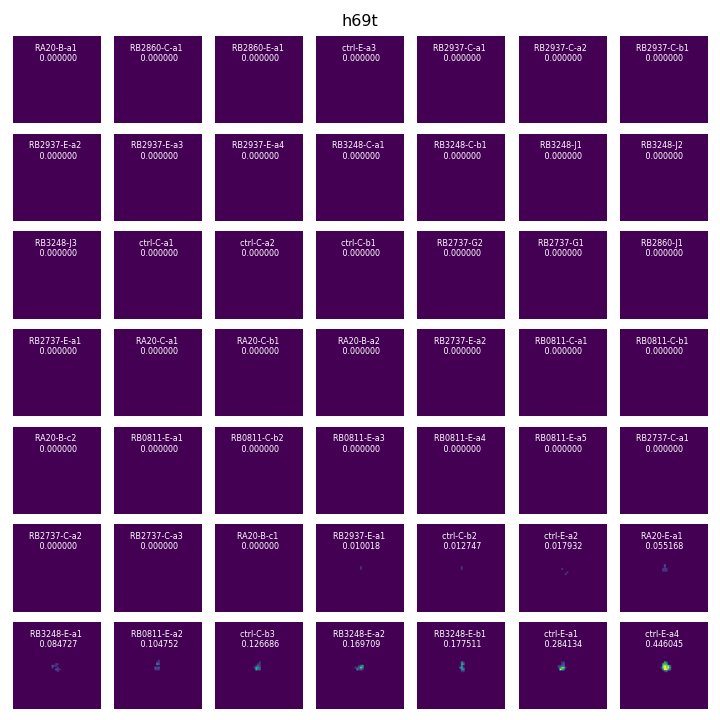 h69t
RA20-B-a1
0.000000
RB2860-C-a1
0.000000
RB2860-E-a1
0.000000
ctrl-E-a3
0.000000
RB2937-C-a1
0.000000
RB2937-C-a2
0.000000
RB2937-C-b1
0.000000
RB2937-E-a2
0.000000
RB2937-E-a3
0.000000
RB2937-E-a4
0.000000
RB3248-C-a1
0.000000
RB3248-C-b1
0.000000
RB3248-J1
0.000000
RB3248-J2
0.000000
RB3248-J3
0.000000
ctrl-C-a1
0.000000
ctrl-C-a2
0.000000
ctrl-C-b1
0.000000
RB2737-G2
0.000000
RB2737-G1
0.000000
RB2860-J1
0.000000
RB2737-E-a1
0.000000
RA20-C-a1
0.000000
RA20-C-b1
0.000000
RA20-B-a2
0.000000
RB2737-E-a2
0.000000
RB0811-C-a1
0.000000
RB0811-C-b1
0.000000
RA20-B-c2
0.000000
RB0811-E-a1
0.000000
RB0811-C-b2
0.000000
RB0811-E-a3
0.000000
RB0811-E-a4
0.000000
RB0811-E-a5
0.000000
RB2737-C-a1
0.000000
RB2737-C-a2
0.000000
RB2737-C-a3
0.000000
RA20-B-c1
0.000000
RB2937-E-a1
0.010018
ctrl-C-b2
0.012747
ctrl-E-a2
0.017932
RA20-E-a1
0.055168
RB3248-E-a1
0.084727
RB0811-E-a2
0.104752
ctrl-C-b3
0.126686
RB3248-E-a2
0.169709
RB3248-E-b1
0.177511
ctrl-E-a1
0.284134
ctrl-E-a4
0.446045